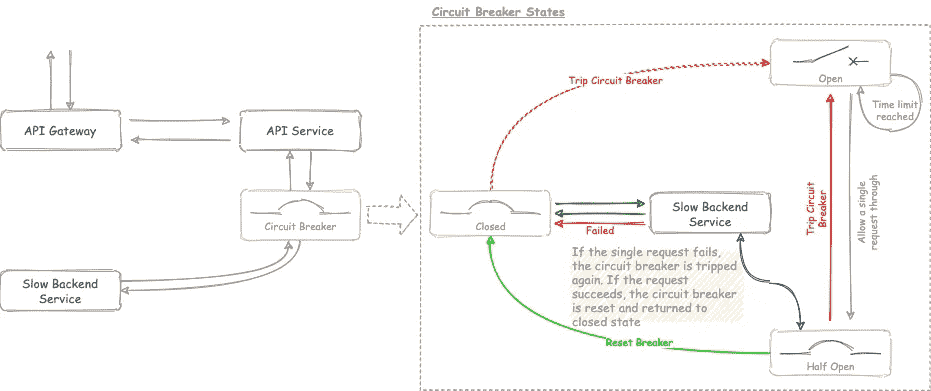 Circuit Breaker States
API Gateway
API Service
Circuit Breaker
Slow Backend
Service
Trip Circuit Breaker
Open
Time limit
reached
Closed
Failed
Slow Backend
Service
Trip Circuit
Breaker
Allow a single
request through
If the single request fails,
the circuit breaker is tripped
again. If the request
succeeds, the circuit breaker
is reset and returned to
closed state
Reset Breaker
Half Open